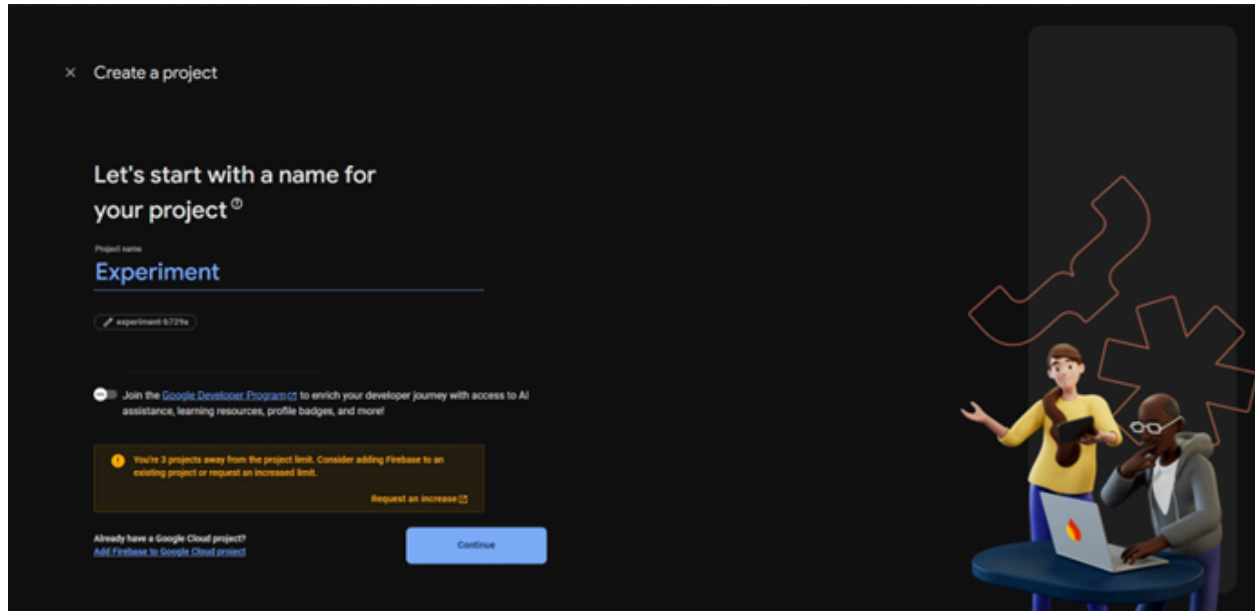 Create a project
Let's start with a name for
your project
Project name
Experiment
experiment-b729a
Join the Google Developer Program to enrich your developer journey with access to AI
assistance, learning resources, profile badges, and more!
You're 3 projects away from the project limit. Consider adding Firebase to an
existing project or request an increased limit.
Request an increase
Already have a Google Cloud project?
Add Firebase to Google Cloud project
Continue